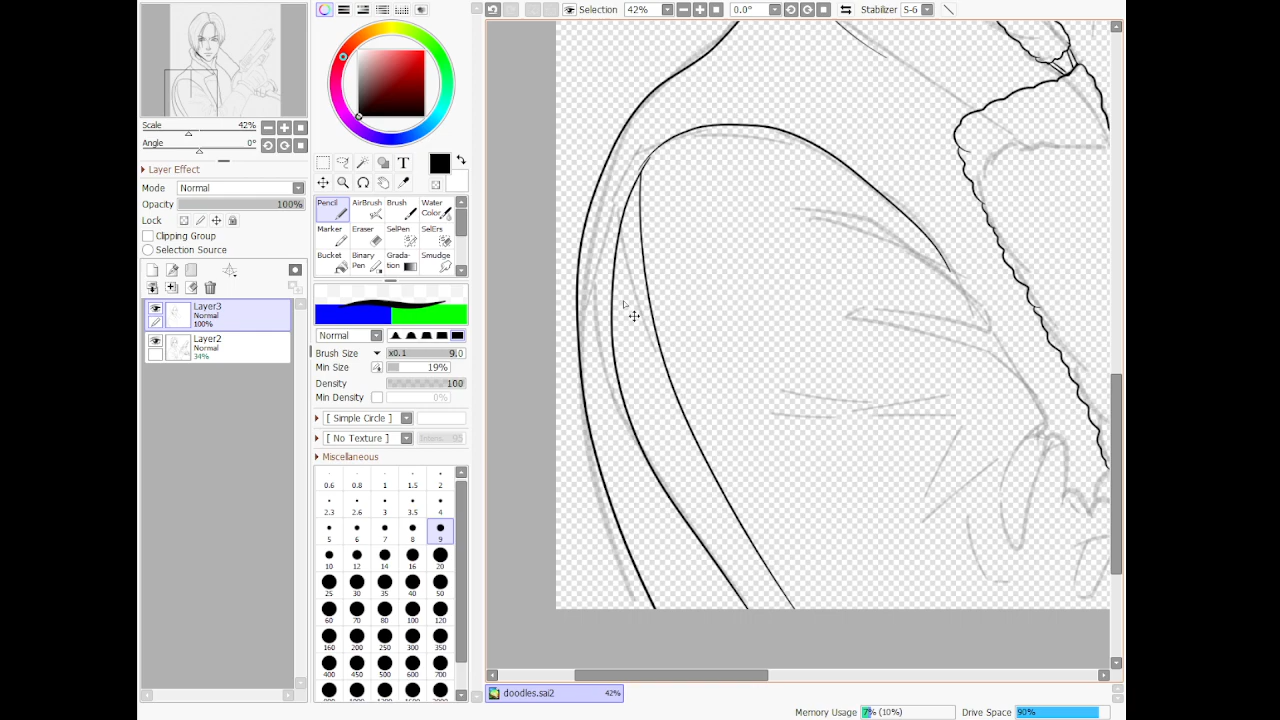 Selection 42% 0.0° Stabilizer S-6
Scale 42%
Angle 0°
Layer Effect
Mode Normal
Opacity 100%
Lock
Clipping Group
Selection Source
Layer3
Normal
100%
Layer2
Normal
34%
T
Pencil AirBrush Brush Water Color
Marker Eraser SelPen SelErs
Bucket Binary Pen Grada-tion Smudge
Normal
Brush Size x0.1 9.0
Min Size 19%
Density 100
Min Density 0%
[ Simple Circle ]
[ No Texture ] Intens. 95
Miscellaneous
0.6 0.8 1 1.5 2
2.3 2.6 3 3.5 4
5 6 7 8 9
10 12 14 16 20
25 30 35 40 50
60 70 80 100 120
160 200 250 300 350
400 450 500 600 700
doodles.sai2 42%
Memory Usage 7% (10%) Drive Space 90%